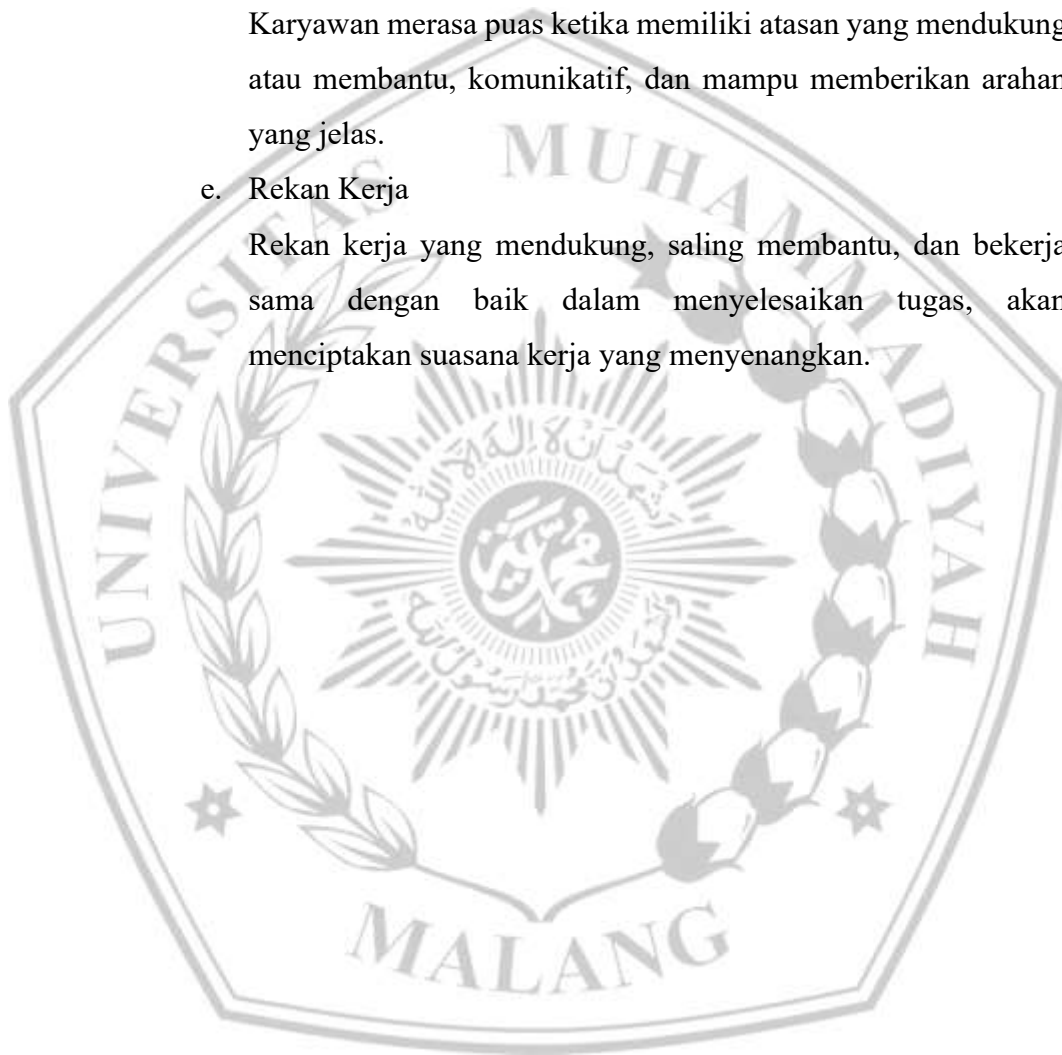 Karyawan merasa puas ketika memiliki atasan yang mendukung
atau membantu, komunikatif, dan mampu memberikan arahan
yang jelas.
e. Rekan Kerja
Rekan kerja yang mendukung, saling membantu, dan bekerja
sama dengan baik dalam menyelesaikan tugas, akan
menciptakan suasana kerja yang menyenangkan.
UNIVERSITAS MUHAMMADIYAH
MALANG